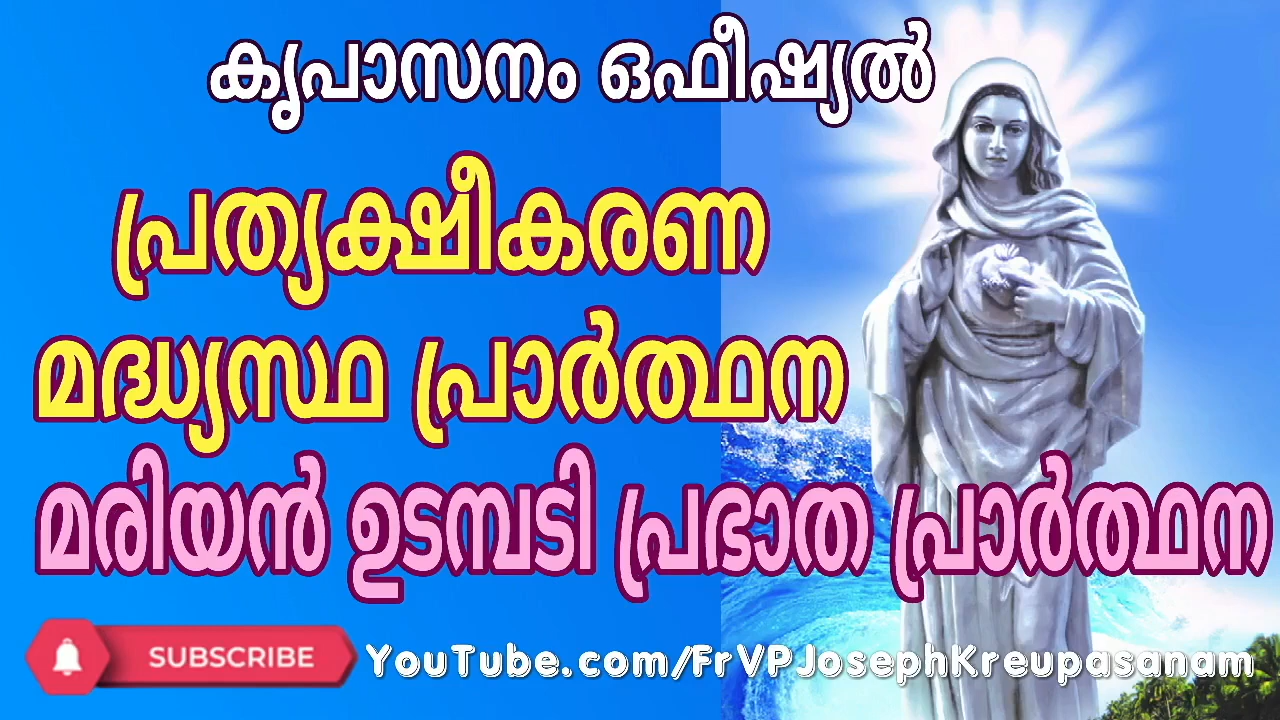 കൃപാസനം ഒഫീഷ്യൽ
പ്രത്യക്ഷീകരണ
മദ്ധ്യസ്ഥ പ്രാർത്ഥന
മരിയൻ ഉടമ്പടി പ്രഭാത പ്രാർത്ഥന
SUBSCRIBE YouTube.com/FrVPJosephKreupasanam